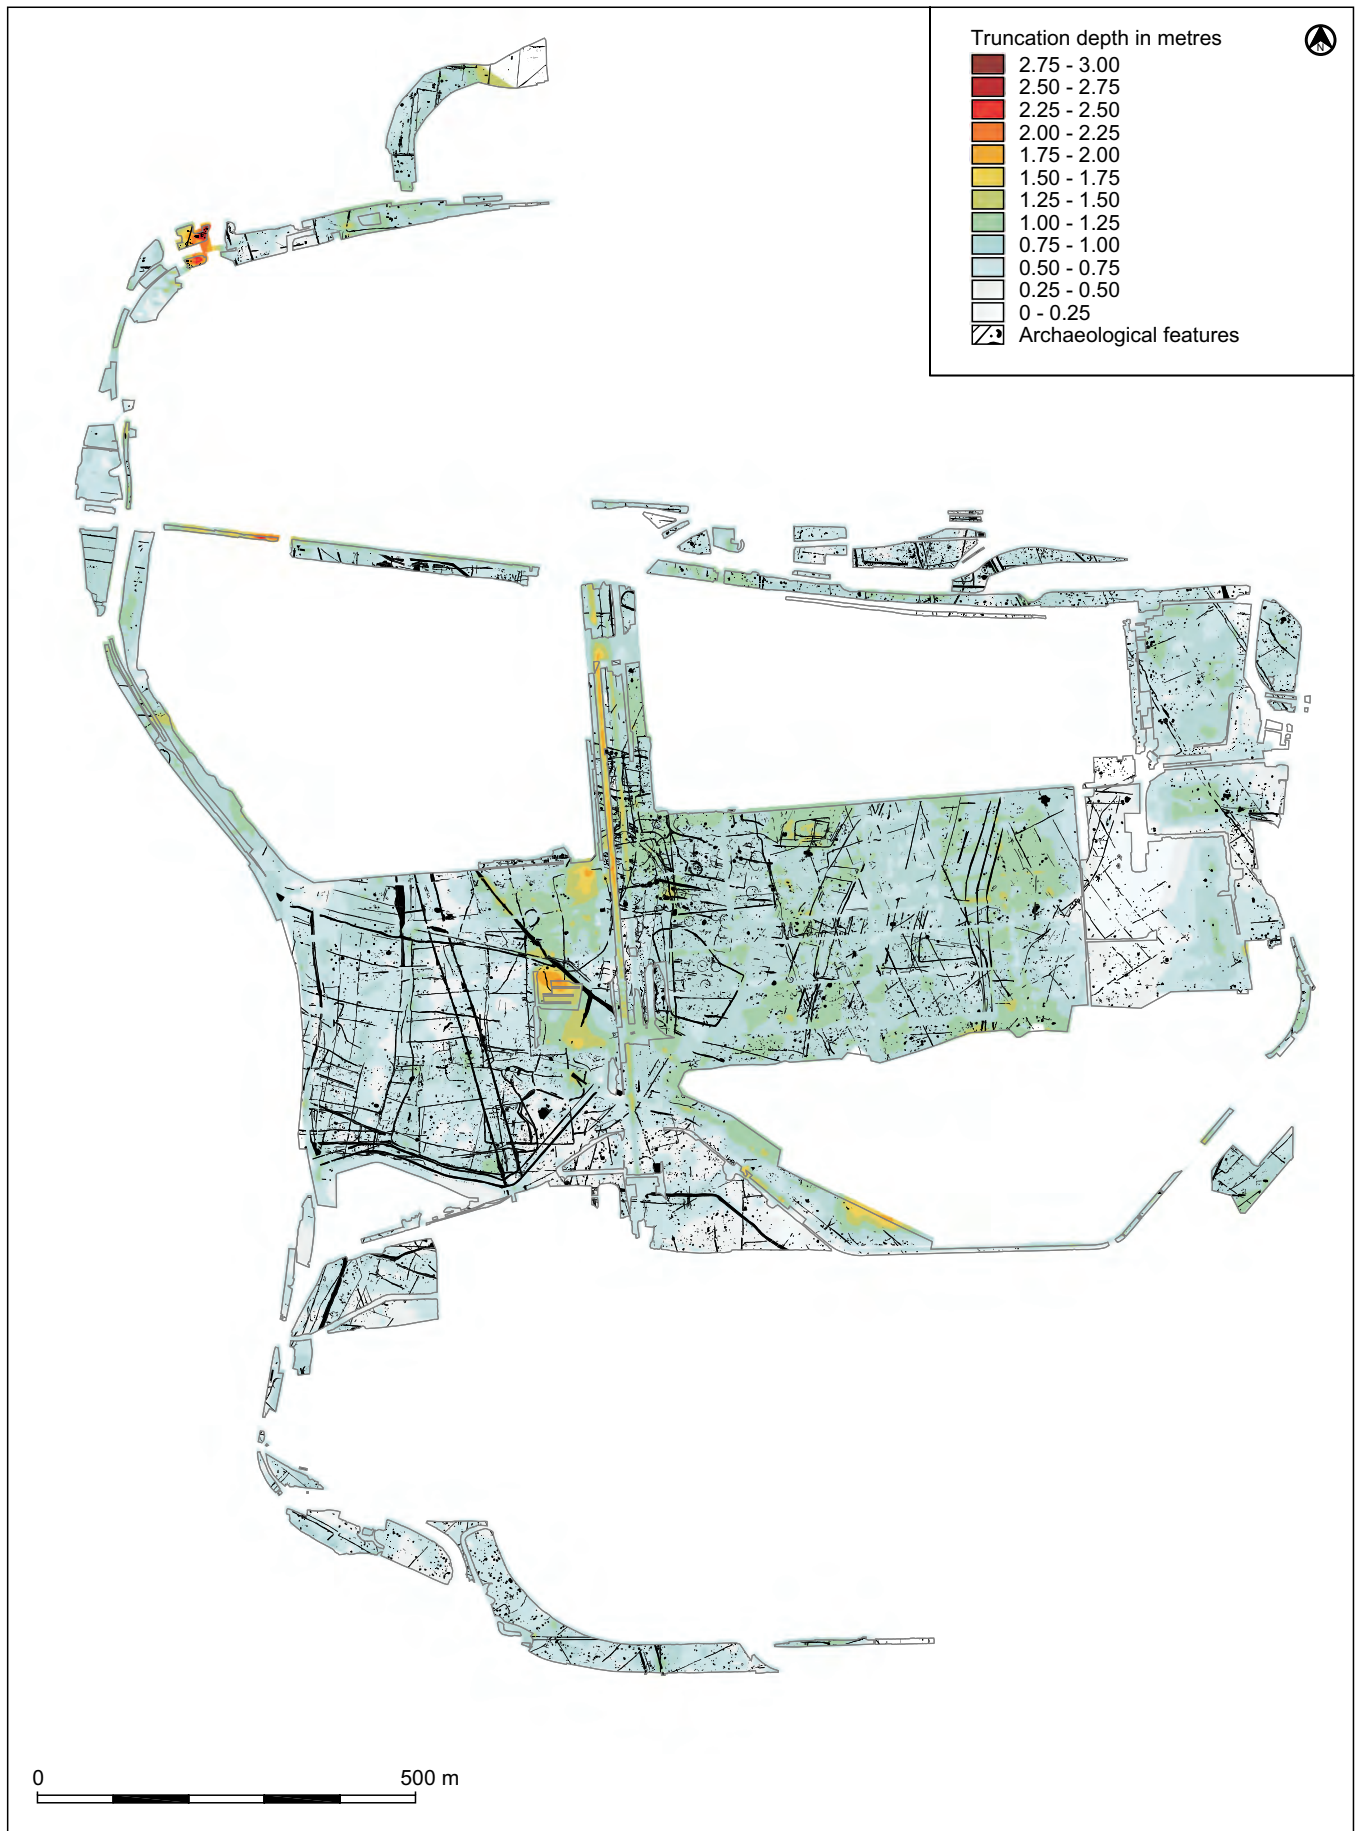 Truncation depth in metres
N
2.75 - 3.00
2.50 - 2.75
2.25 - 2.50
2.00 - 2.25
1.75 - 2.00
1.50 - 1.75
1.25 - 1.50
1.00 - 1.25
0.75 - 1.00
0.50 - 0.75
0.25 - 0.50
0 - 0.25
Archaeological features
0 500 m